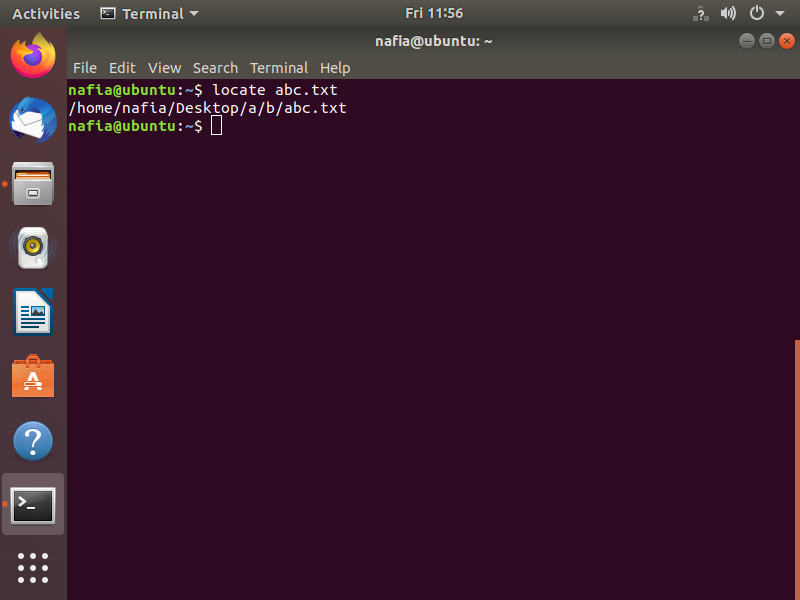 Activities Terminal Fri 11:56 ?
nafia@ubuntu: ~
File Edit View Search Terminal Help
nafia@ubuntu:~$ locate abc.txt
/home/nafia/Desktop/a/b/abc.txt
nafia@ubuntu:~$
A
?
>_